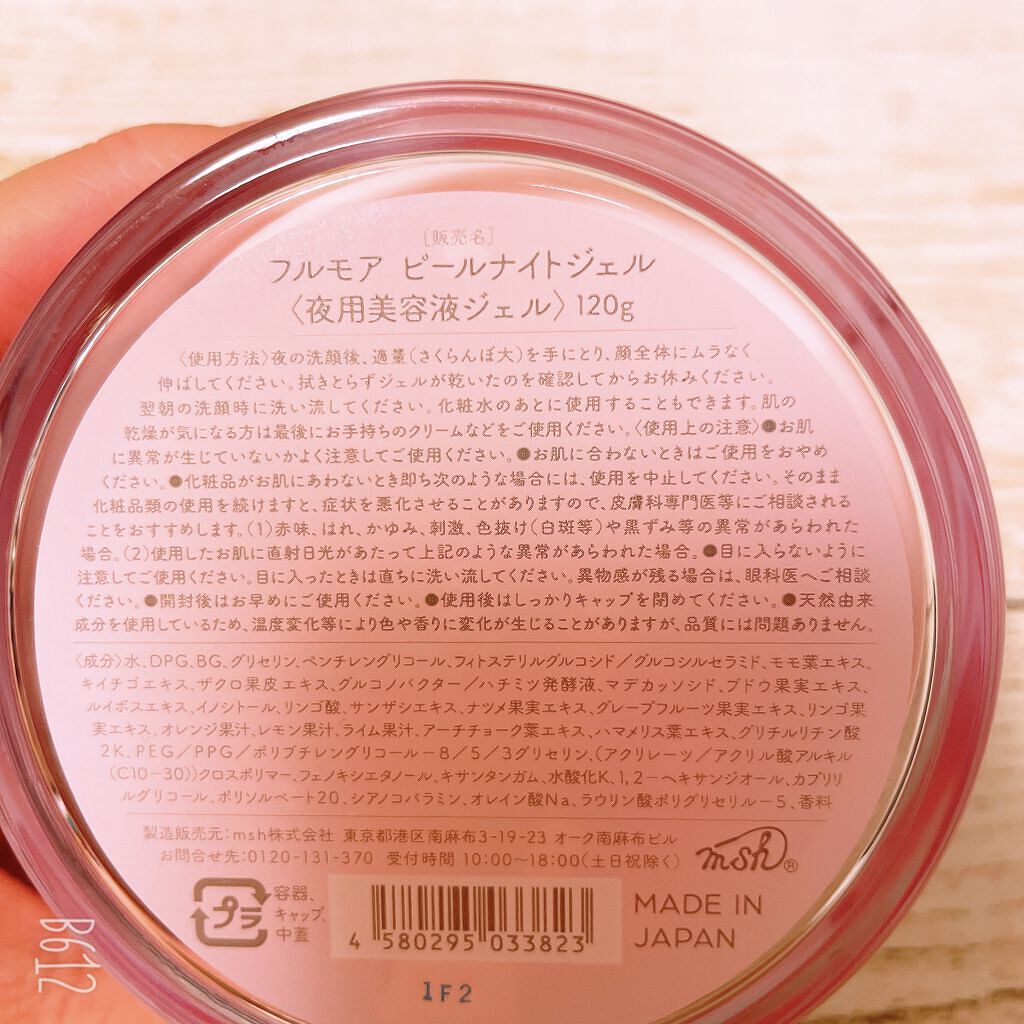 [販売名]
フルモア ピールナイトジェル
〈夜用美容液ジェル〉120g
〈使用方法〉夜の洗顔後、適量(さくらんぼ大)を手にとり、顔全体にムラなく
伸ばしてください。拭きとらずジェルが乾いたのを確認してからお休みください。
翌朝の洗顔時に洗い流してください。化粧水のあとに使用することもできます。肌の
乾燥が気になる方は最後にお手持ちのクリームなどをご使用ください。〈使用上の注意〉●お肌
に異常が生じていないかよく注意してご使用ください。●お肌に合わないときはご使用をおやめ
ください。●化粧品がお肌にあわないとき即ち次のような場合には、使用を中止してください。そのまま
化粧品類の使用を続けますと、症状を悪化させることがありますので、皮膚科専門医等にご相談される
ことをおすすめします。(1)赤味、はれ、かゆみ、刺激、色抜け(白斑等)や黒ずみ等の異常があらわれた
場合。(2)使用したお肌に直射日光があたって上記のような異常があらわれた場合。●目に入らないように
注意してご使用ください。目に入ったときは直ちに洗い流してください。異物感が残る場合は、眼科医へご相談
ください。●開封後はお早めにご使用ください。●使用後はしっかりキャップを閉めてください。●天然由来
成分を使用しているため、温度変化等により色や香りに変化が生じることがありますが、品質には問題ありません。
〈成分〉水、DPG、BG、グリセリン、ペンチレングリコール、フィトステリルグルコシド/グルコシルセラミド、モモ葉エキス、
キイチゴエキス、ザクロ果皮エキス、グルコノバクター/ハチミツ発酵液、マデカッソシド、ブドウ果実エキス、
ルイボスエキス、イノシトール、リンゴ酸、サンザシエキス、ナツメ果実エキス、グレープフルーツ果実エキス、リンゴ果
実エキス、オレンジ果汁、レモン果汁、ライム果汁、アーチチョーク葉エキス、ハマメリス葉エキス、グリチルリチン酸
2K、PEG/PPG/ポリブチレングリコール-8/5/3グリセリン、(アクリレーツ/アクリル酸アルキル
(C10-30))クロスポリマー、フェノキシエタノール、キサンタンガム、水酸化K、1,2-ヘキサンジオール、カプリリ
ルグリコール、ポリソルベート20、シアノコバラミン、オレイン酸Na、ラウリン酸ポリグリセリル-5、香料
製造販売元:msh株式会社 東京都港区南麻布3-19-23 オーク南麻布ビル
お問合せ先:0120-131-370 受付時間 10:00~18:00(土日祝除く)
msh®
プラ
容器、
キャップ、
中蓋
4 580295 033823
MADE IN
JAPAN
1F2
B612